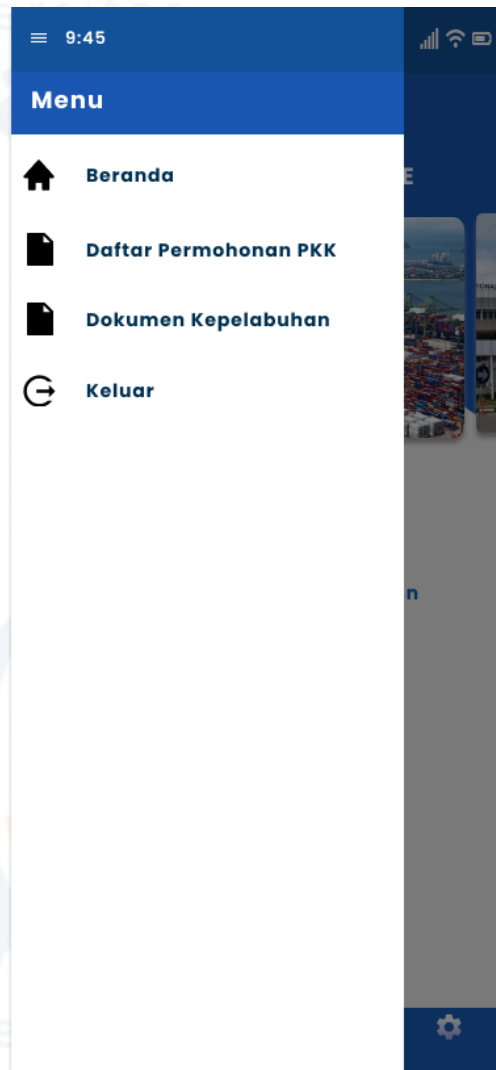 9:45
Menu
Beranda
E
Daftar Permohonan PKK
Dokumen Kepelabuhan
Keluar
n